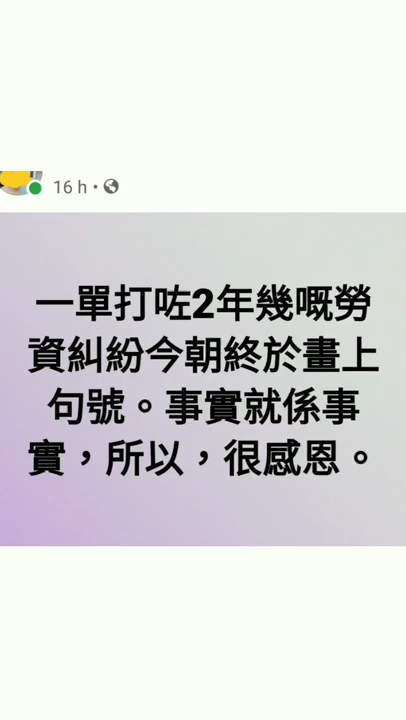 16 h •
一單打咗2年幾嘅勞
資糾紛今朝終於畫上
句號。事實就係事
實，所以，很感恩。